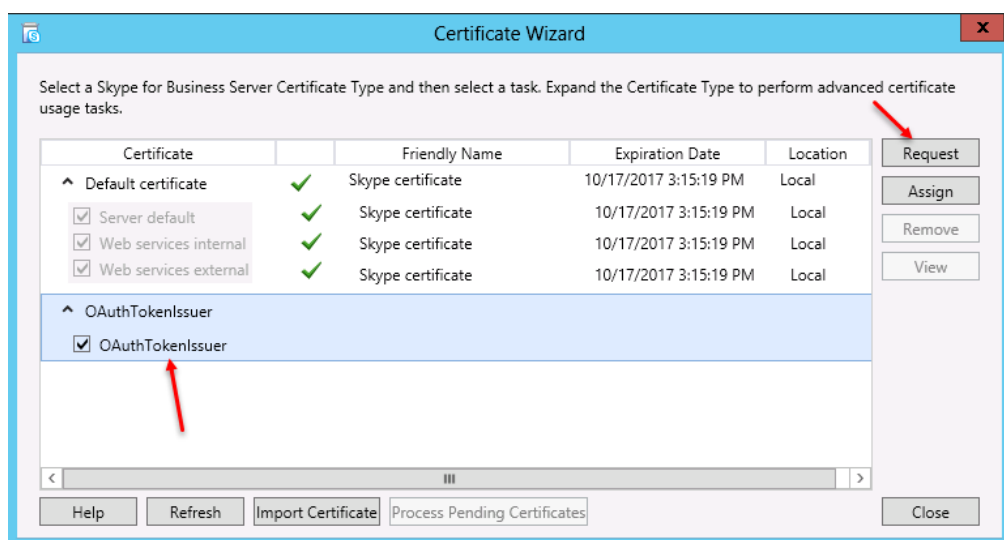 Certificate Wizard
x
Select a Skype for Business Server Certificate Type and then select a task. Expand the Certificate Type to perform advanced certificate
usage tasks.
Certificate Friendly Name Expiration Date Location
Default certificate Skype certificate 10/17/2017 3:15:19 PM Local
Server default Skype certificate 10/17/2017 3:15:19 PM Local
Web services internal Skype certificate 10/17/2017 3:15:19 PM Local
Web services external Skype certificate 10/17/2017 3:15:19 PM Local
OAuthTokenIssuer
OAuthTokenIssuer
Request
Assign
Remove
View
Help Refresh Import Certificate Process Pending Certificates Close